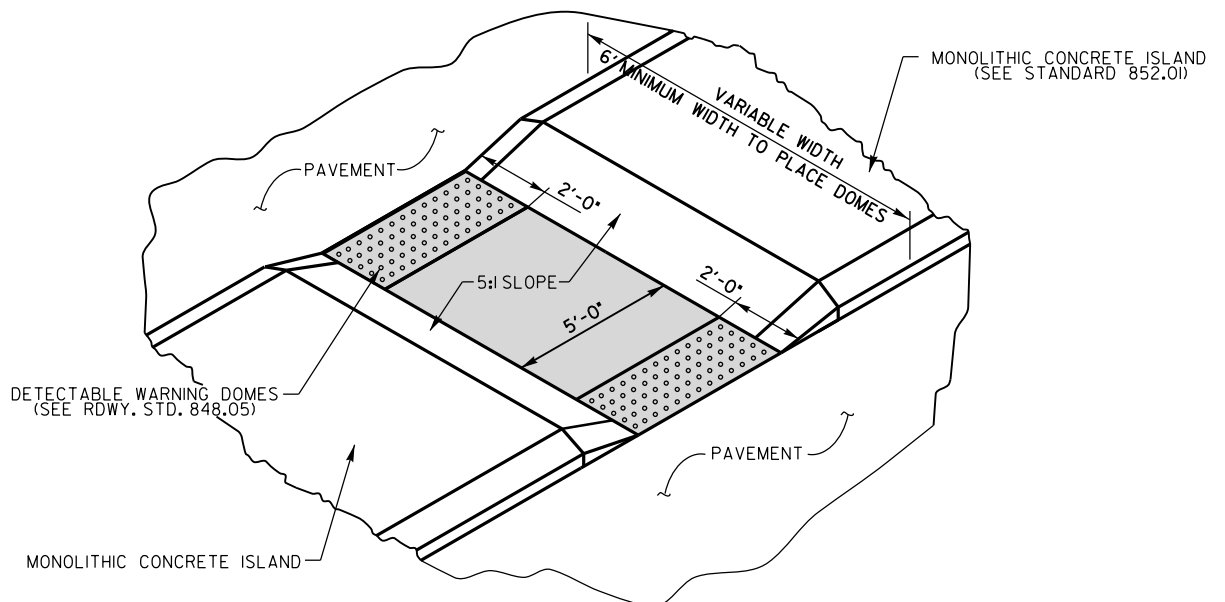 MONOLITHIC CONCRETE ISLAND
(SEE STANDARD 852.01)
VARIABLE WIDTH
6' MINIMUM WIDTH TO PLACE DOMES
PAVEMENT
2'-0"
5:1 SLOPE
2'-0"
5'-0"
DETECTABLE WARNING DOMES
(SEE RDWY. STD. 848.05)
PAVEMENT
MONOLITHIC CONCRETE ISLAND